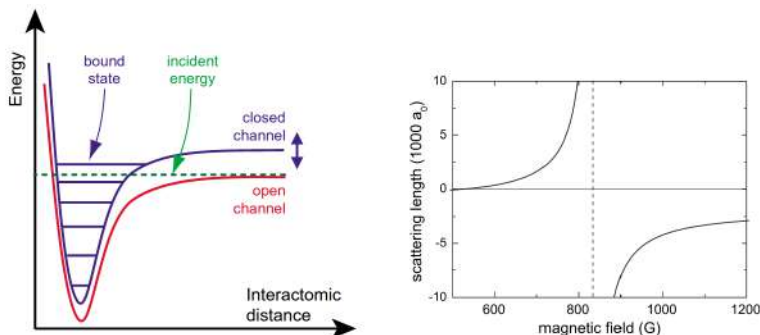 Energy
bound
state
incident
energy
closed
channel
open
channel
Interactomic
distance
scattering length (1000 a₀)
10
5
0
-5
-10
600
800
1000
1200
magnetic field (G)